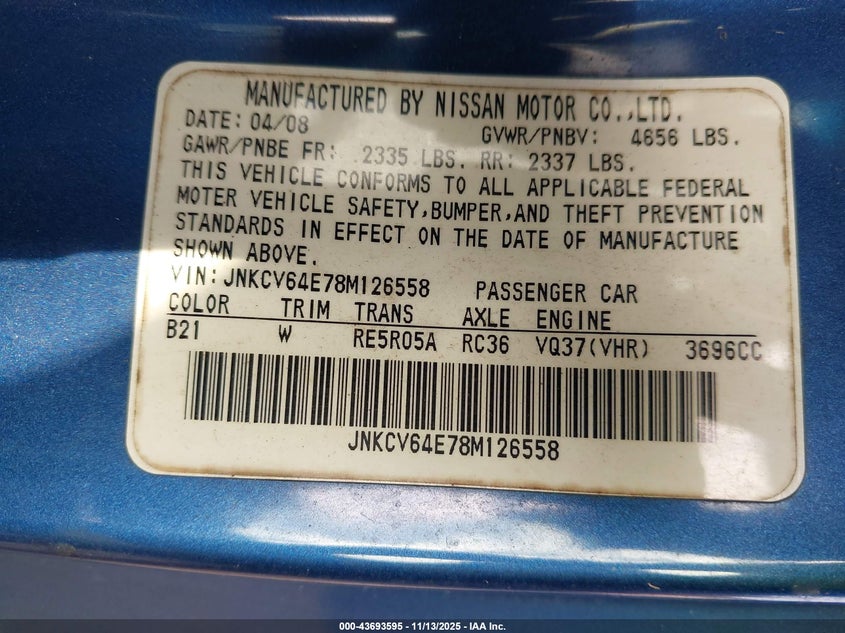 MANUFACTURED BY NISSAN MOTOR CO.,LTD.
DATE: 04/08 GVWR/PNBV: 4656 LBS.
GAWR/PNBE FR: 2335 LBS. RR: 2337 LBS.
THIS VEHICLE CONFORMS TO ALL APPLICABLE FEDERAL
MOTER VEHICLE SAFETY,BUMPER,AND THEFT PREVENTION
STANDARDS IN EFFECT ON THE DATE OF MANUFACTURE
SHOWN ABOVE.
VIN:JNKCV64E78M126558 PASSENGER CAR
COLOR TRIM TRANS AXLE ENGINE
B21 W RE5R05A RC36 VQ37(VHR) 3696CC
JNKCV64E78M126558
000-43693595 - 11/13/2025 - IAA Inc.